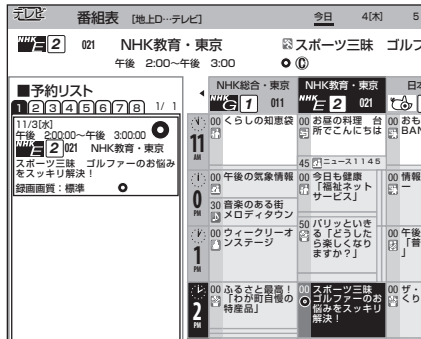 テレビ 番組表 [地上D…テレビ] 今日 4[木] 5
NHK E 2 021 NHK教育・東京 スポーツ三昧 ゴルフ
午後 2:00～午後 3:00
■予約リスト
1 2 3 4 5 6 7 8 1/ 1
11/3[水]
午後 2:00:00～午後 3:00:00
NHK E 2 021 NHK教育・東京
スポーツ三昧 ゴルファーのお悩み
をスッキリ解決！
録画画質：標準
NHK総合・東京
NHK G 1 011
NHK教育・東京
NHK E 2 021
日
11 AM
00 くらしの知恵袋
00 お昼の料理 台
所でこんにちは
45 ニュース1145
00 おも
BAN
0 PM
00 午後の気象情報
30 音楽のある街
メロディタウン
00 今日も健康
「福祉ネット
サービス」
50 パリッといき
る「どうした
ら楽しくなり
ますか？」
00 情報
ー
1 PM
00 ウィークリーオ
ンステージ
00 午後
「普
」
2 PM
00 ふるさと最高！
「わが町自慢の
特産品」
00 スポーツ三昧
ゴルファーのお
悩みをスッキリ
解決！
00 ザ・
くり